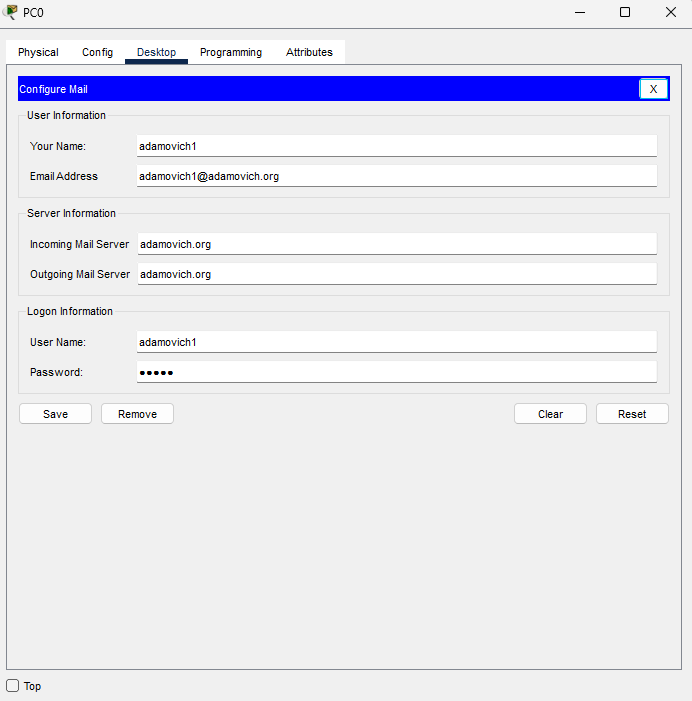 PC0
Physical Config Desktop Programming Attributes
Configure Mail X
User Information
Your Name: adamovich1
Email Address adamovich1@adamovich.org
Server Information
Incoming Mail Server adamovich.org
Outgoing Mail Server adamovich.org
Logon Information
User Name: adamovich1
Password: ●●●●●
Save Remove Clear Reset
Top